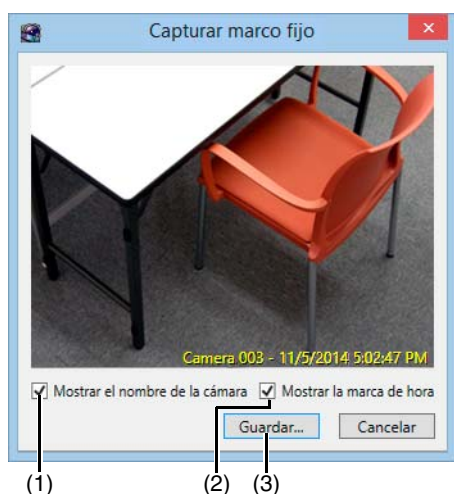 Capturar marco fijo
Camera 003 - 11/5/2014 5:02:47 PM
Mostrar el nombre de la cámara Mostrar la marca de hora
Guardar... Cancelar
(1) (2) (3)